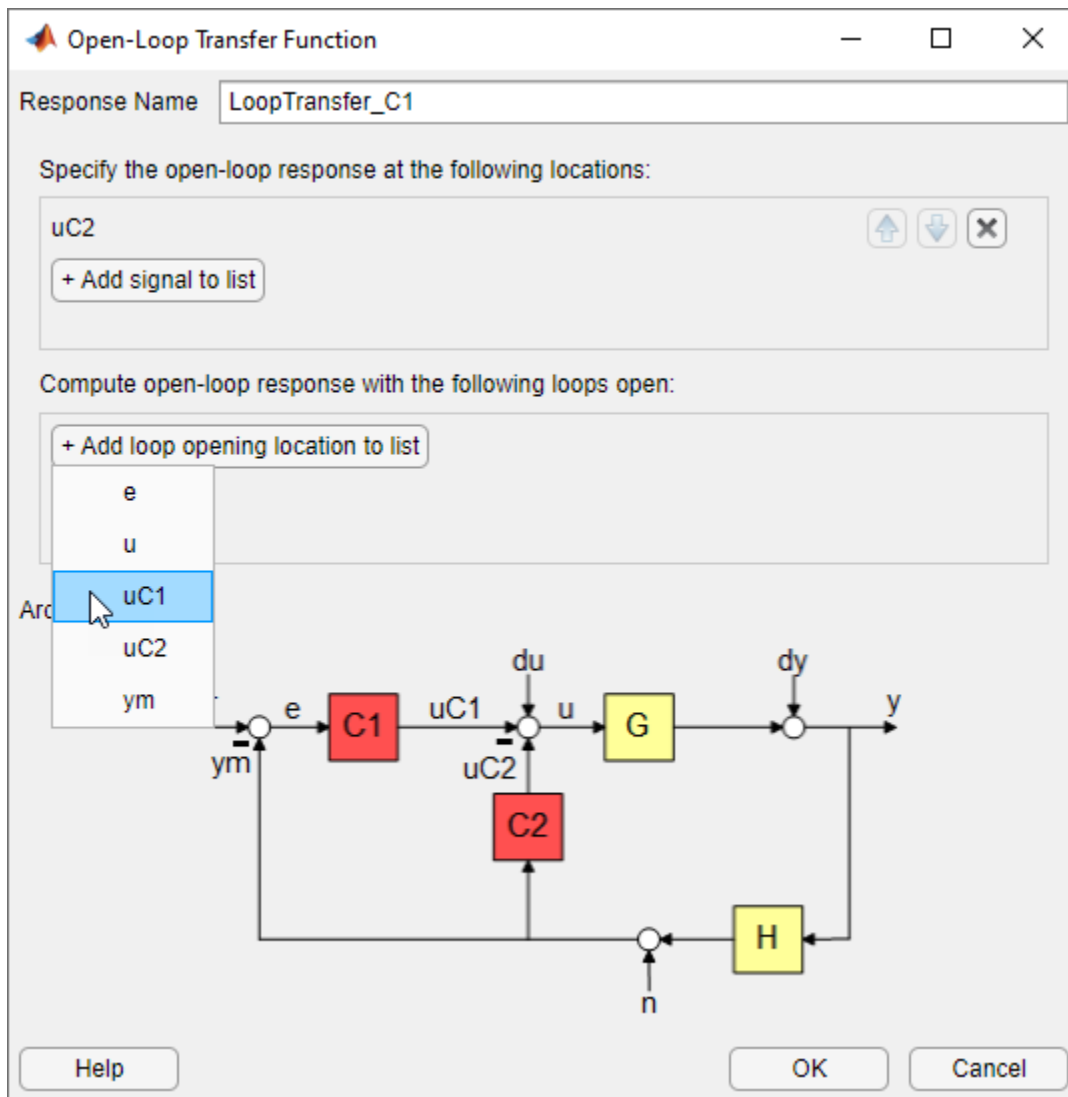 Open-Loop Transfer Function
Response Name LoopTransfer_C1
Specify the open-loop response at the following locations:
uC2
+ Add signal to list
Compute open-loop response with the following loops open:
+ Add loop opening location to list
e
u
uC1
uC2
ym
du
dy
e
C1
uC1
u
G
y
ym
uC2
C2
H
n
Help
OK
Cancel